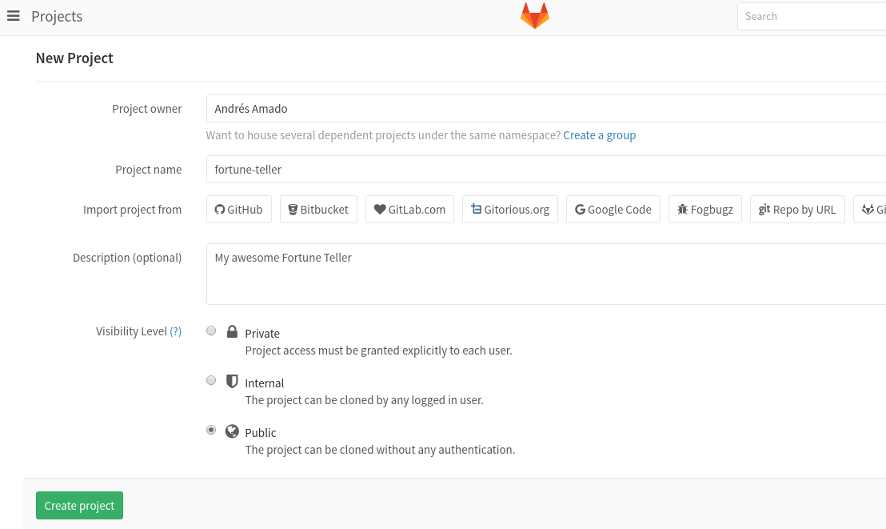 Projects
Search
New Project
Project owner
Andrés Amado
Want to house several dependent projects under the same namespace? Create a group
Project name
fortune-teller
Import project from
GitHub
Bitbucket
GitLab.com
Gitorious.org
Google Code
Fogbugz
git Repo by URL
Gi
Description (optional)
My awesome Fortune Teller
Visibility Level (?)
Private
Project access must be granted explicitly to each user.
Internal
The project can be cloned by any logged in user.
Public
The project can be cloned without any authentication.
Create project